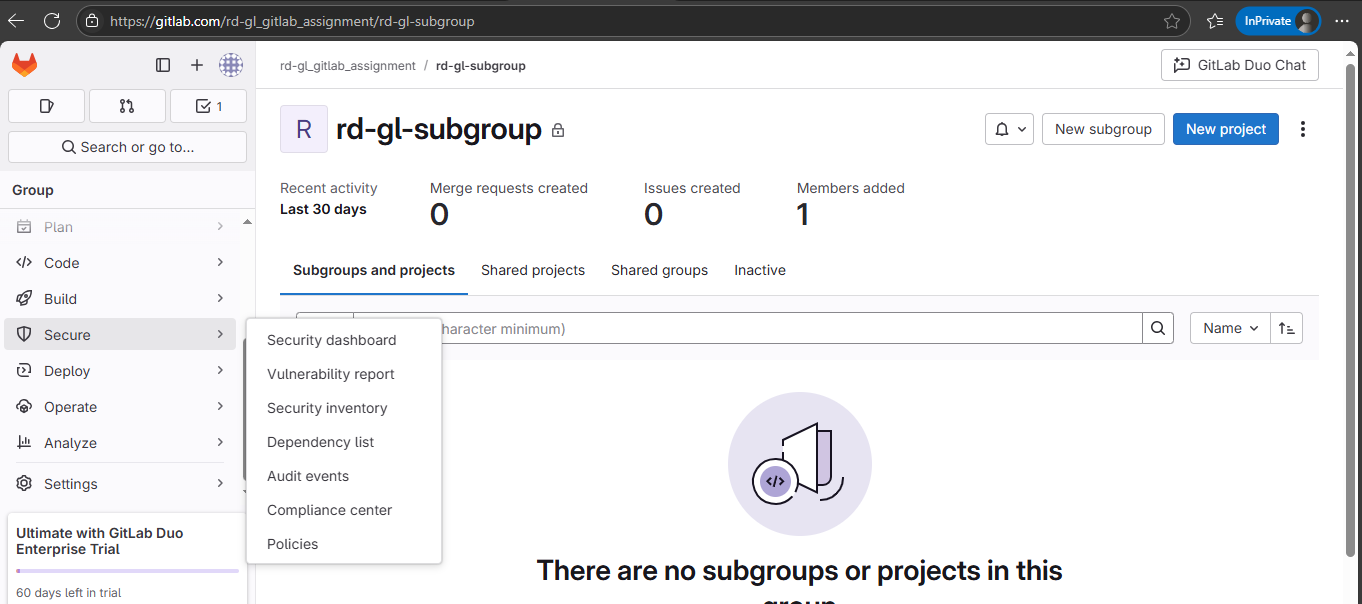 https://gitlab.com/rd-gl_gitlab_assignment/rd-gl-subgroup
InPrivate
rd-gl_gitlab_assignment / rd-gl-subgroup
GitLab Duo Chat
1
Search or go to...
R
rd-gl-subgroup
New subgroup
New project
Group
Recent activity
Last 30 days
Merge requests created
0
Issues created
0
Members added
1
Plan
Code
Build
Secure
Deploy
Operate
Analyze
Settings
Subgroups and projects
Shared projects
Shared groups
Inactive
haracter minimum)
Name
Security dashboard
Vulnerability report
Security inventory
Dependency list
Audit events
Compliance center
Policies
Ultimate with GitLab Duo
Enterprise Trial
60 days left in trial
There are no subgroups or projects in this
group